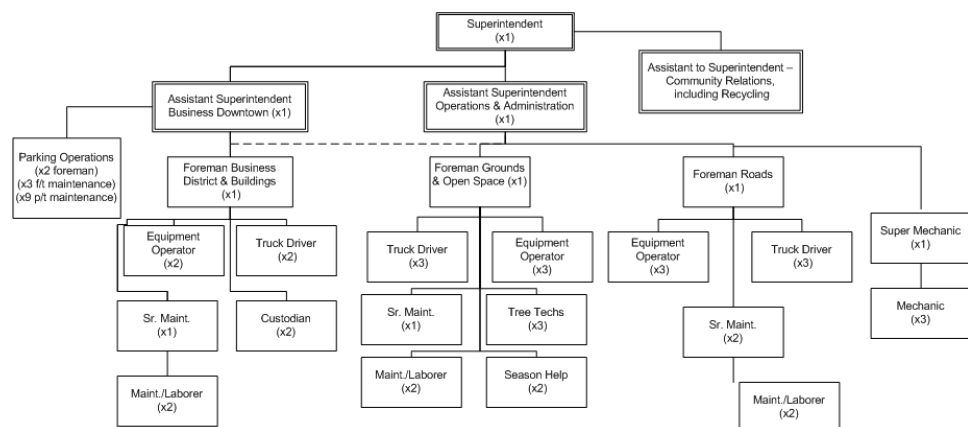 Superintendent
(x1)
Assistant to Superintendent –
Community Relations,
including Recycling
Assistant Superintendent
Business Downtown (x1)
Assistant Superintendent
Operations & Administration
(x1)
Parking Operations
(x2 foreman)
(x3 f/t maintenance)
(x9 p/t maintenance)
Foreman Business
District & Buildings
(x1)
Foreman Grounds
& Open Space (x1)
Foreman Roads
(x1)
Super Mechanic
(x1)
Equipment
Operator
(x2)
Truck Driver
(x2)
Truck Driver
(x3)
Equipment
Operator
(x3)
Equipment
Operator
(x3)
Truck Driver
(x3)
Mechanic
(x3)
Sr. Maint.
(x1)
Custodian
(x2)
Sr. Maint.
(x1)
Tree Techs
(x3)
Sr. Maint.
(x2)
Maint./Laborer
(x2)
Maint./Laborer
(x2)
Season Help
(x2)
Maint./Laborer
(x2)